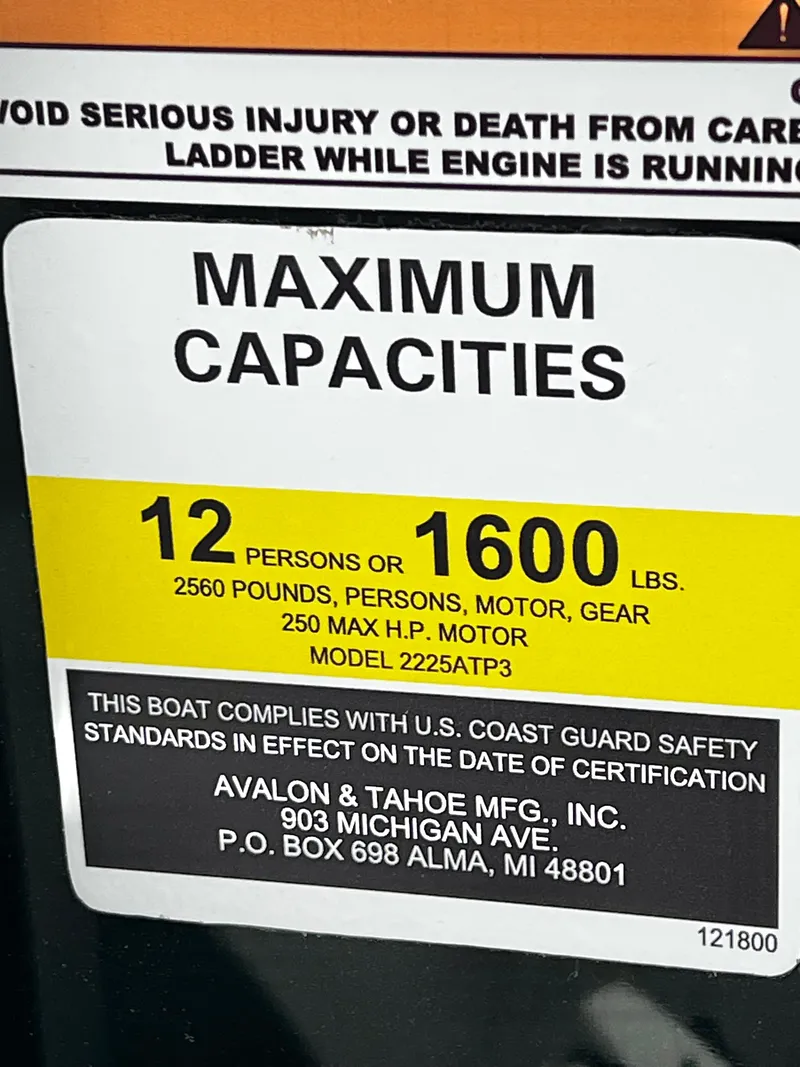 VOID SERIOUS INJURY OR DEATH FROM CARE
LADDER WHILE ENGINE IS RUNNING
MAXIMUM
CAPACITIES
12 PERSONS OR 1600 LBS.
2560 POUNDS, PERSONS, MOTOR, GEAR
250 MAX H.P. MOTOR
MODEL 2225ATP3
THIS BOAT COMPLIES WITH U.S. COAST GUARD SAFETY
STANDARDS IN EFFECT ON THE DATE OF CERTIFICATION
AVALON & TAHOE MFG., INC.
903 MICHIGAN AVE.
P.O. BOX 698 ALMA, MI 48801
121800